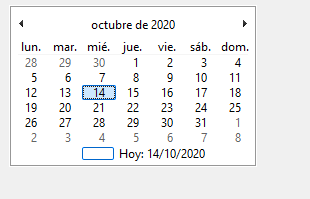 octubre de 2020
lun. mar. mié. jue. vie. sáb. dom.
28 29 30 1 2 3 4
5 6 7 8 9 10 11
12 13 14 15 16 17 18
19 20 21 22 23 24 25
26 27 28 29 30 31 1
2 3 4 5 6 7 8
Hoy: 14/10/2020